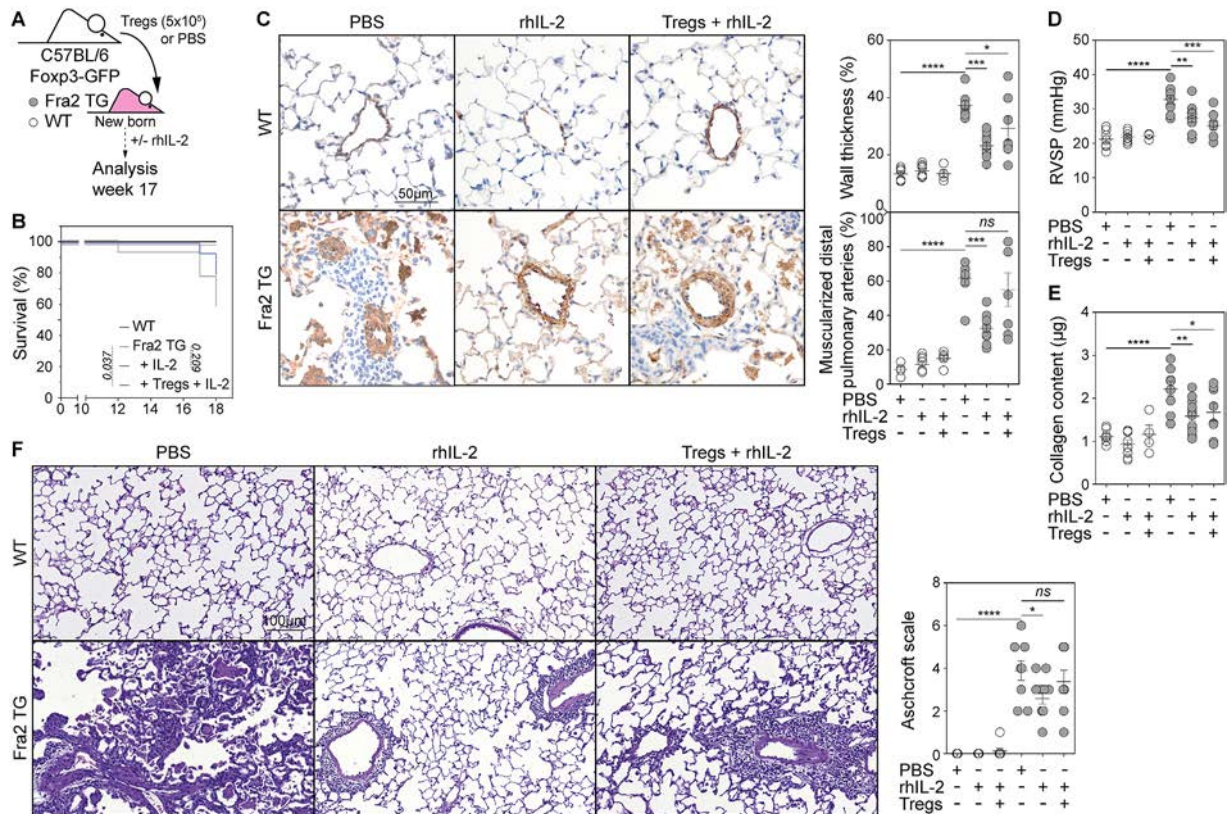 A
Tregs (5x10⁵)
or PBS
C57BL/6
Foxp3-GFP
Fra2 TG
WT
New born
+/- rhIL-2
Analysis
week 17
B
Survival (%)
100
80
60
40
20
0
0 10 12 14 16 18
WT
Fra2 TG
+ IL-2
+ Tregs + IL-2
0.037
0.209
C
PBS rhIL-2 Tregs + rhIL-2
WT
50µm
Fra2 TG
Wall thickness (%)
60
40
20
0
**** *** *
Muscularized distal
pulmonary arteries (%)
80
60
40
20
0
**** *** ns
PBS + - - + - -
rhIL-2 - + + - + +
Tregs - - + - - +
D
RVSP (mmHg)
50
40
30
20
10
0
**** ** ***
PBS + - - + - -
rhIL-2 - + + - + +
Tregs - - + - - +
E
Collagen content (µg)
4
3
2
1
0
**** ** *
PBS + - - + - -
rhIL-2 - + + - + +
Tregs - - + - - +
F
PBS rhIL-2 Tregs + rhIL-2
WT
100µm
Fra2 TG
Aschcroft scale
8
6
4
2
0
**** * ns
PBS + - - + - -
rhIL-2 - + + - + +
Tregs - - + - - +